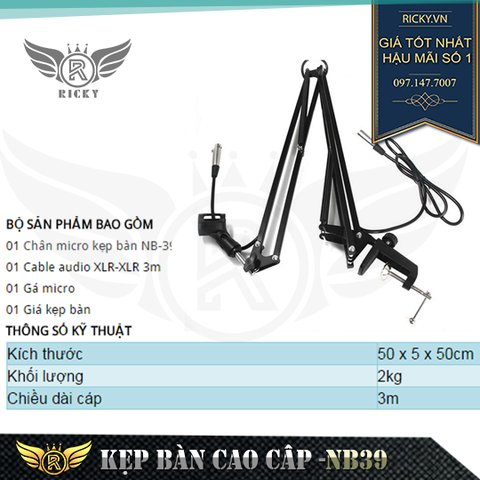 RICKY
RICKY.VN
GIÁ TỐT NHẤT
HẬU MÃI SỐ 1
097.147.7007
BỘ SẢN PHẨM BAO GỒM
01 Chân micro kẹp bàn NB-39
01 Cable audio XLR-XLR 3m
01 Gá micro
01 Giá kẹp bàn
THÔNG SỐ KỸ THUẬT
Kích thước 50 x 5 x 50cm
Khối lượng 2kg
Chiều dài cáp 3m
KẸP BÀN CAO CẤP -NB39